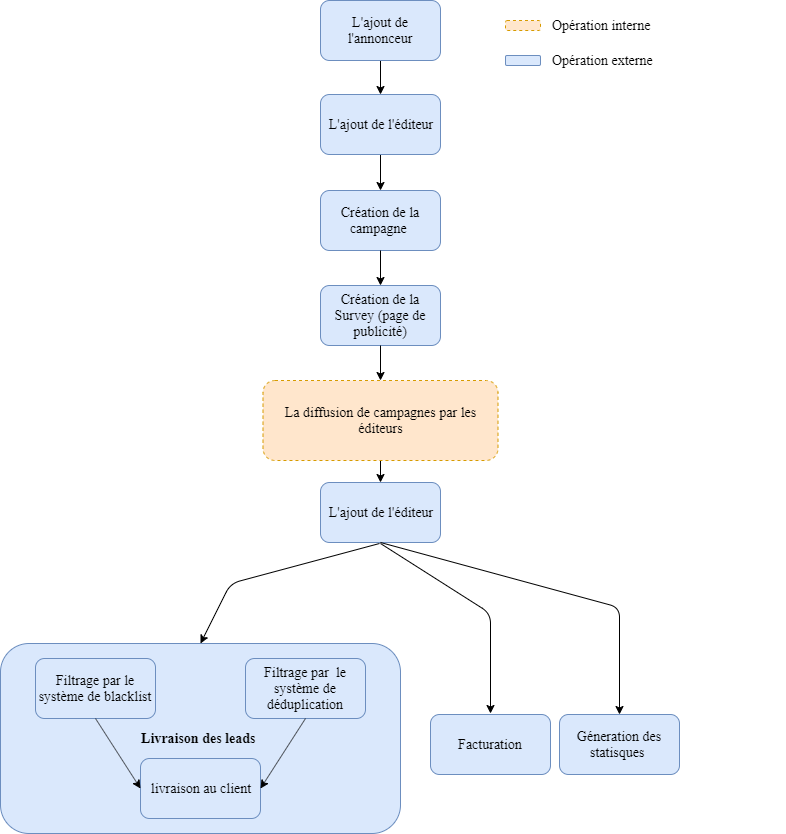 L'ajout de
l'annonceur
Opération interne
Opération externe
L'ajout de l'éditeur
Création de la
campagne
Création de la
Survey (page de
publicité)
La diffusion de campagnes par les
éditeurs
L'ajout de l'éditeur
Filtrage par le
système de blacklist
Filtrage par le
système de
déduplication
Livraison des leads
livraison au client
Facturation
Géneration des
statisques